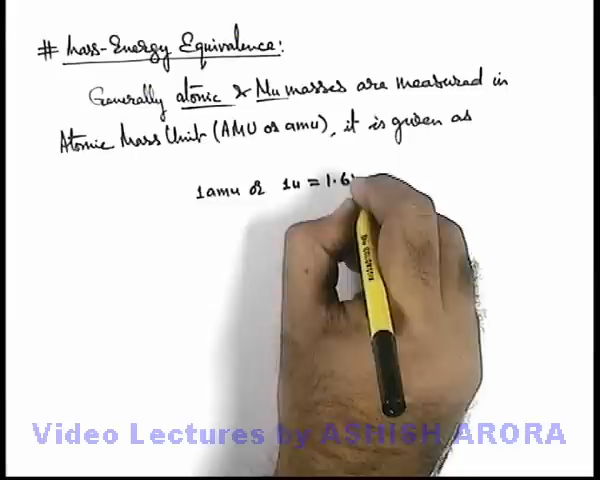 # Mass-Energy Equivalence:
Generally atomic & Nu masses are measured in
Atomic Mass Unit (AMU or amu), it is given as
1amu or 1u = 1.6
Video Lectures by ASHISH ARORA